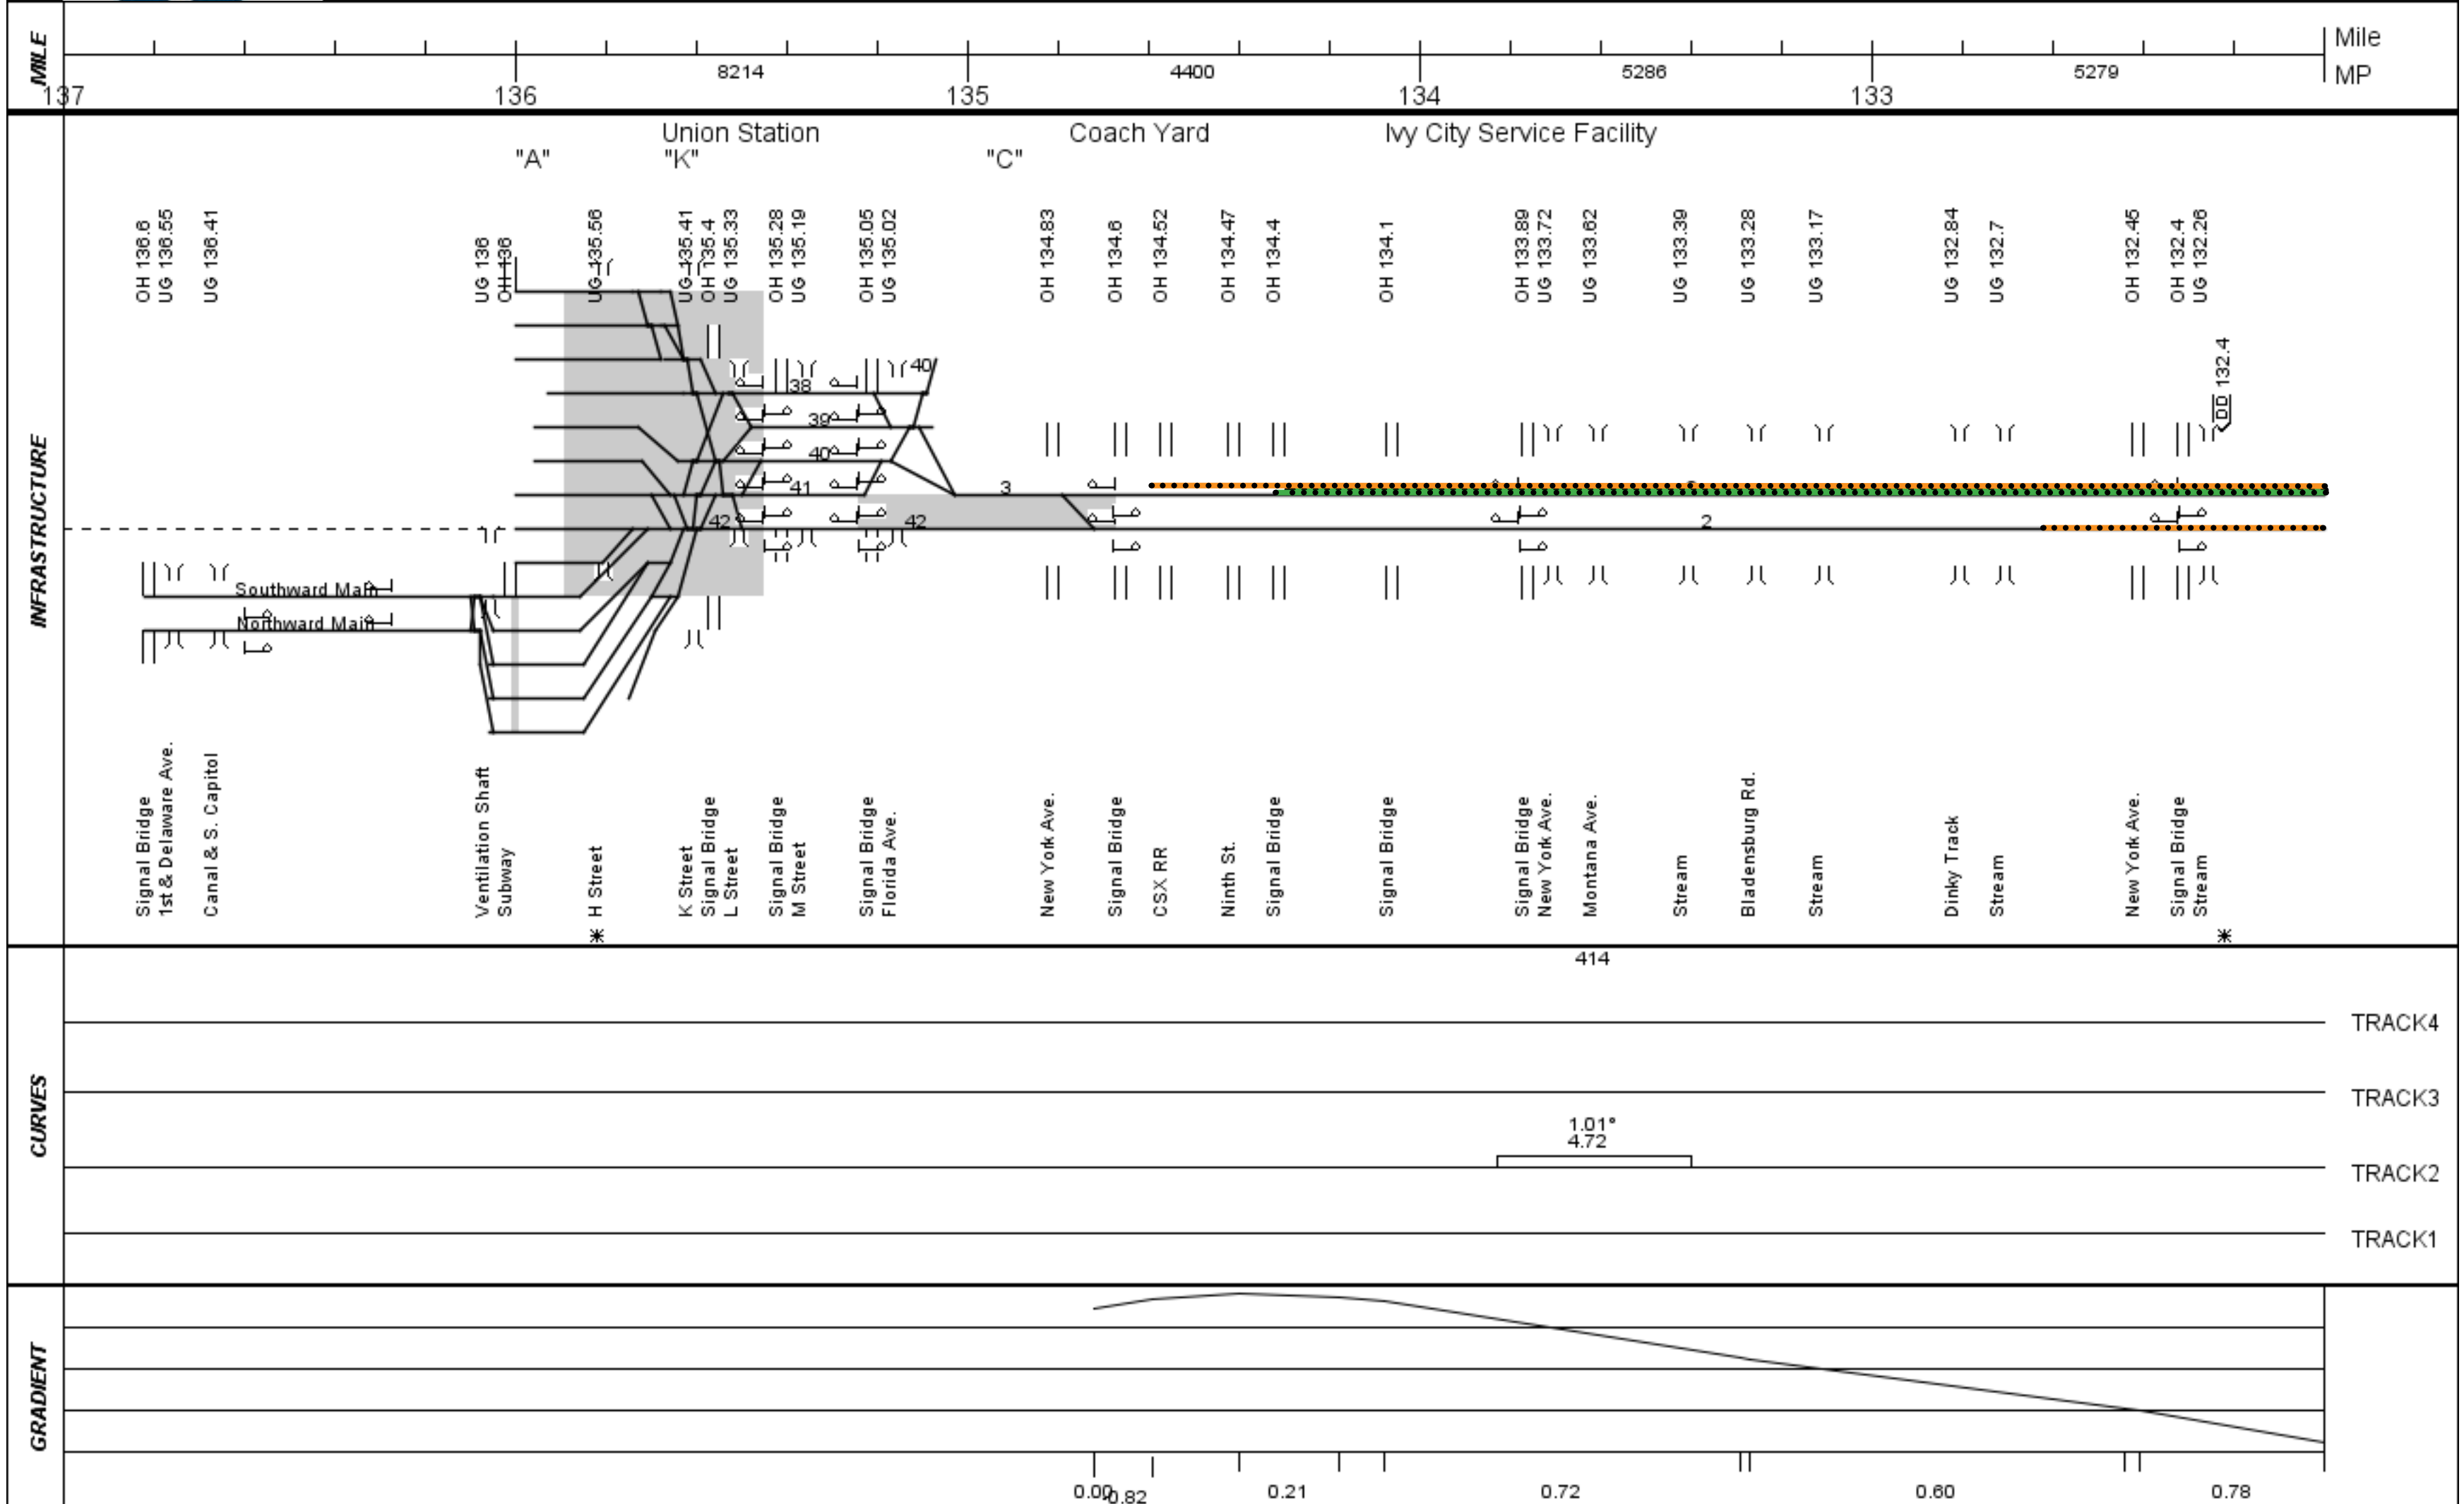 MILE
Mile
8214 4400 5286 5279 MP
137 136 135 134 133
Union Station Coach Yard Ivy City Service Facility
"A" "K" "C"
INFRASTRUCTURE
OH 136.6
UG 136.55
UG 136.41
UG 136
OH 136
UG 135.56
UG 135.41
OH 135.4
UG 135.33
OH 135.28
UG 135.19
OH 135.05
UG 135.02
OH 134.83
OH 134.6
OH 134.52
OH 134.47
OH 134.4
OH 134.1
OH 133.89
UG 133.72
UG 133.62
UG 133.39
UG 133.28
UG 133.17
UG 132.84
UG 132.7
OH 132.45
OH 132.4
UG 132.26
DD 132.4
40
38
39
40
41 3
42 42 2
Southward Main
Northward Main
Signal Bridge
1st & Delaware Ave.
Canal & S. Capitol
Ventilation Shaft
Subway
H Street
K Street
Signal Bridge
L Street
Signal Bridge
M Street
Signal Bridge
Florida Ave.
New York Ave.
Signal Bridge
CSX RR
Ninth St.
Signal Bridge
Signal Bridge
Signal Bridge
New York Ave.
Montana Ave.
Stream
Bladensburg Rd.
Stream
Dinky Track
Stream
New York Ave.
Signal Bridge
Stream
* *
CURVES
414
TRACK4
TRACK3
1.01°
4.72
TRACK2
TRACK1
GRADIENT
0.00 -0.82 0.21 0.72 0.60 0.78